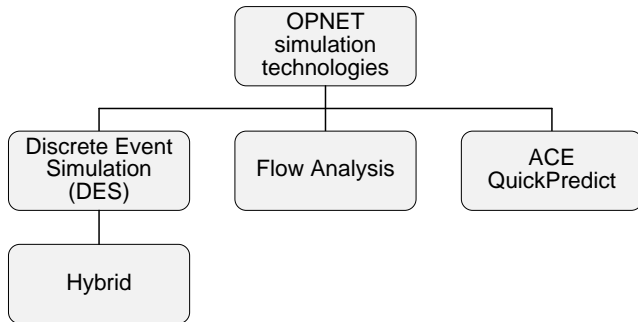 OPNET
simulation
technologies
Discrete Event
Simulation
(DES)
Flow Analysis
ACE
QuickPredict
Hybrid